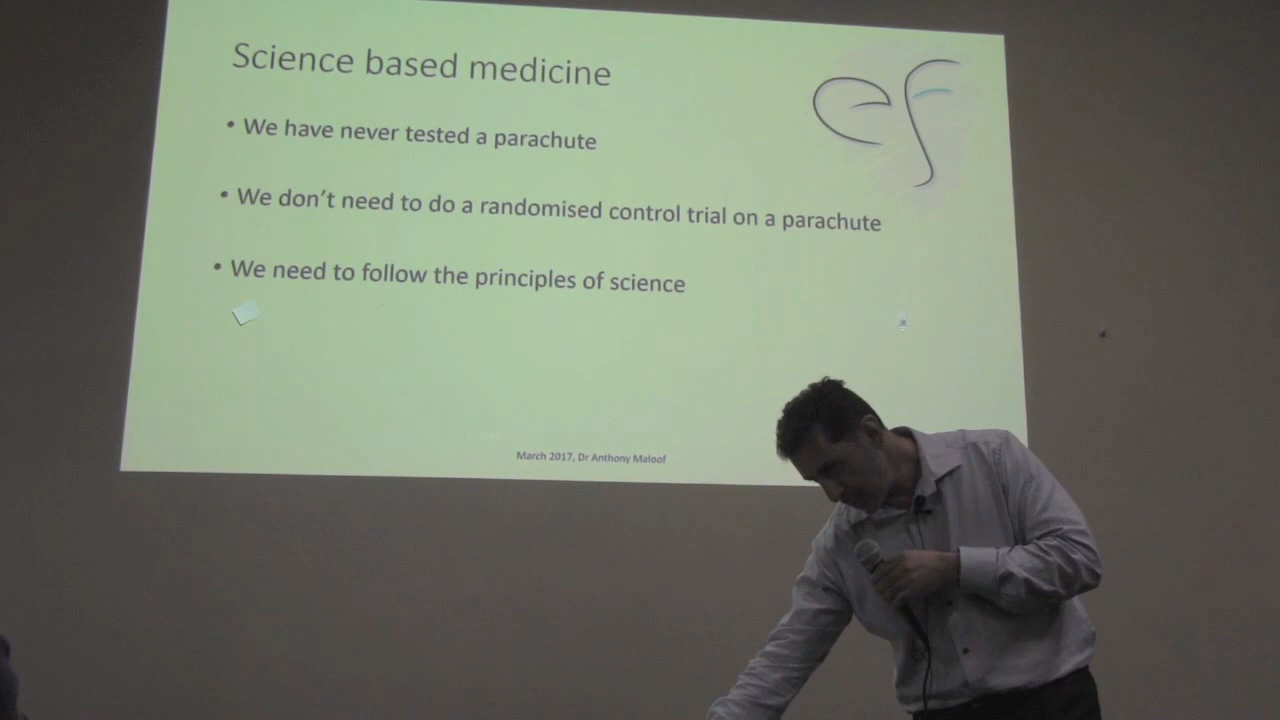 Science based medicine
• We have never tested a parachute
• We don't need to do a randomised control trial on a parachute
• We need to follow the principles of science
March 2017, Dr Anthony Maloof